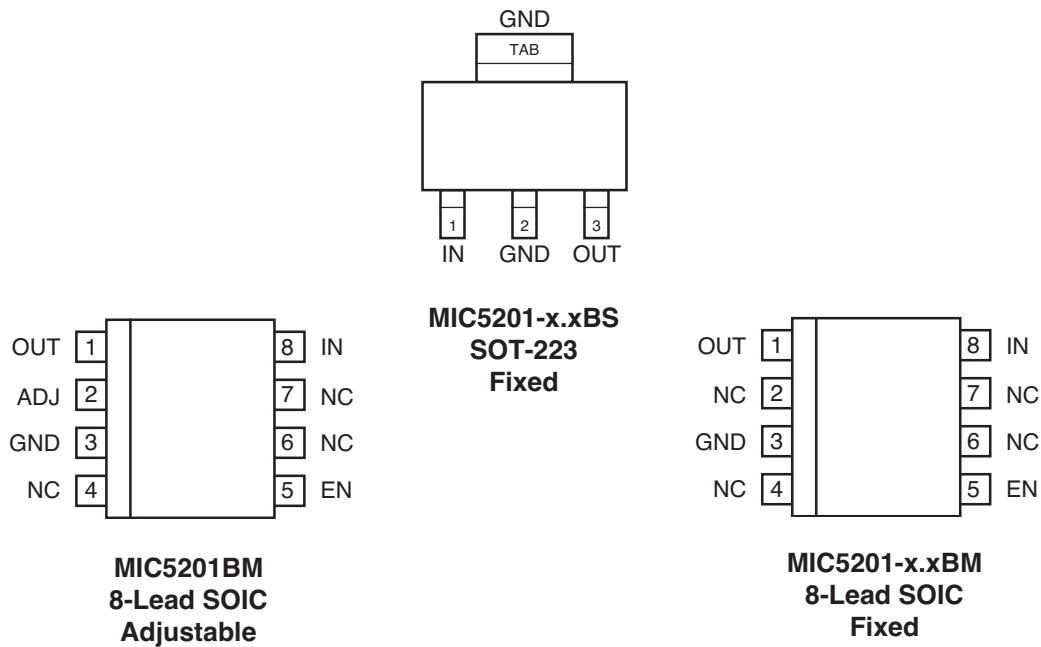 GND
TAB
1 2 3
IN GND OUT
MIC5201-x.xBS
SOT-223
Fixed
OUT 1 8 IN
ADJ 2 7 NC
GND 3 6 NC
NC 4 5 EN
MIC5201BM
8-Lead SOIC
Adjustable
OUT 1 8 IN
NC 2 7 NC
GND 3 6 NC
NC 4 5 EN
MIC5201-x.xBM
8-Lead SOIC
Fixed